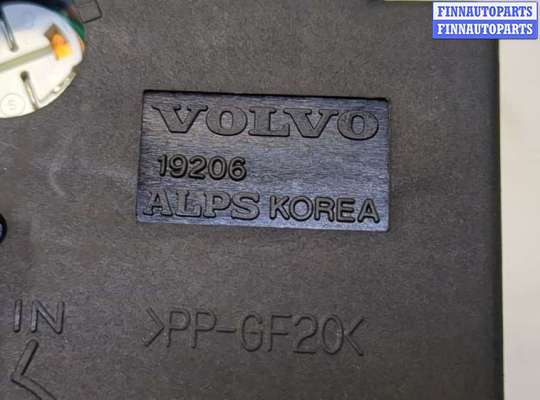 FINNAUTOPARTS
FINNAUTOPARTS
VOLVO
19206
ALPS KOREA
IN
>PP-GF20<